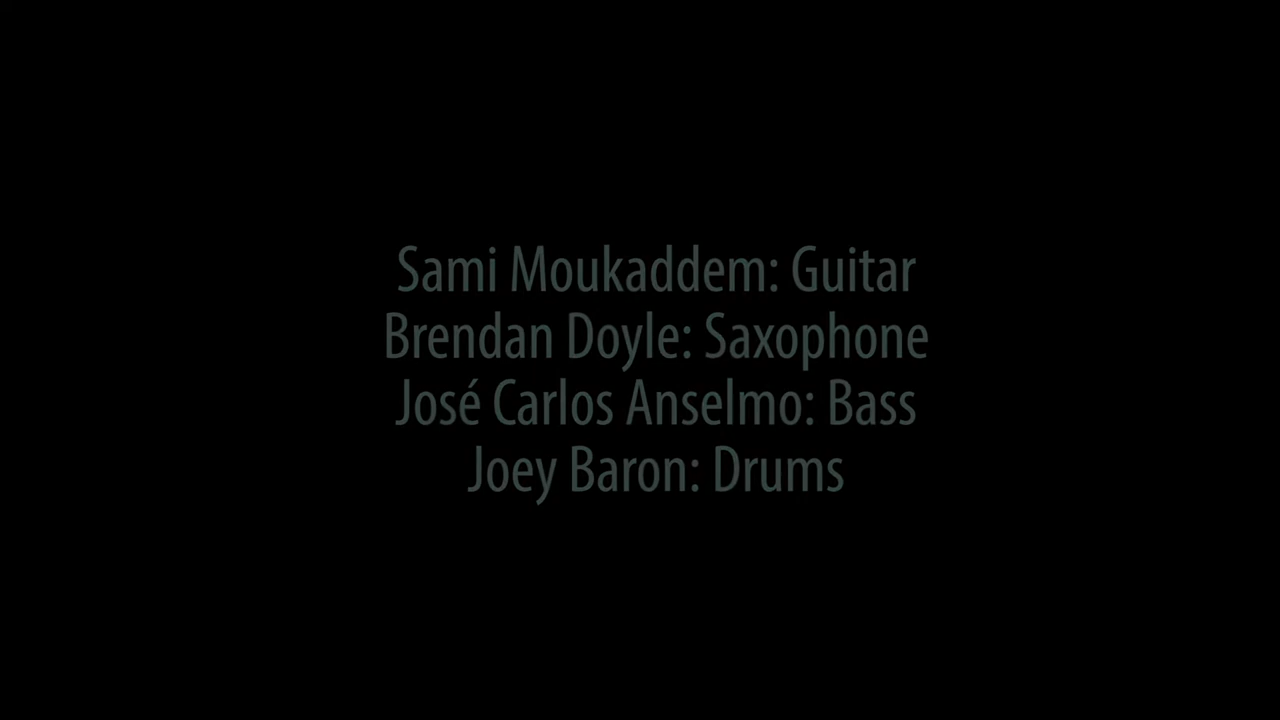 Sami Moukaddem: Guitar
Brendan Doyle: Saxophone
José Carlos Anselmo: Bass
Joey Baron: Drums